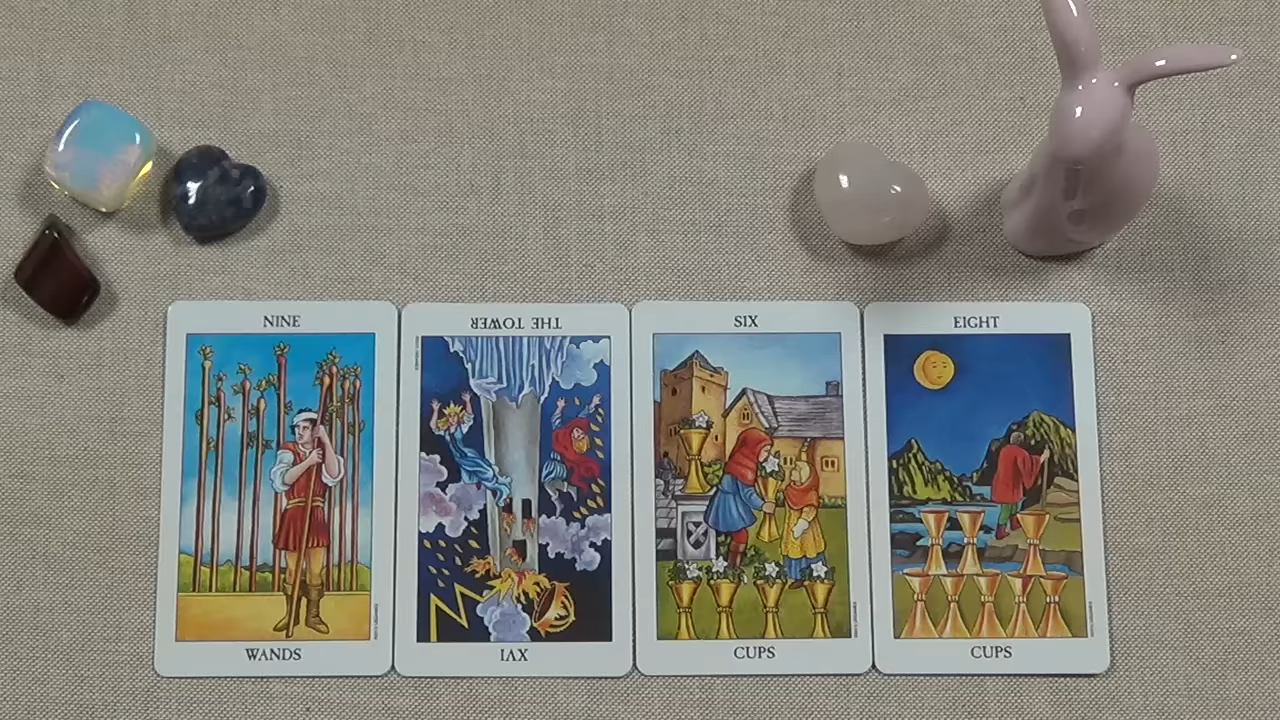 NINE
WANDS
THE TOWER
XVI
SIX
CUPS
EIGHT
CUPS